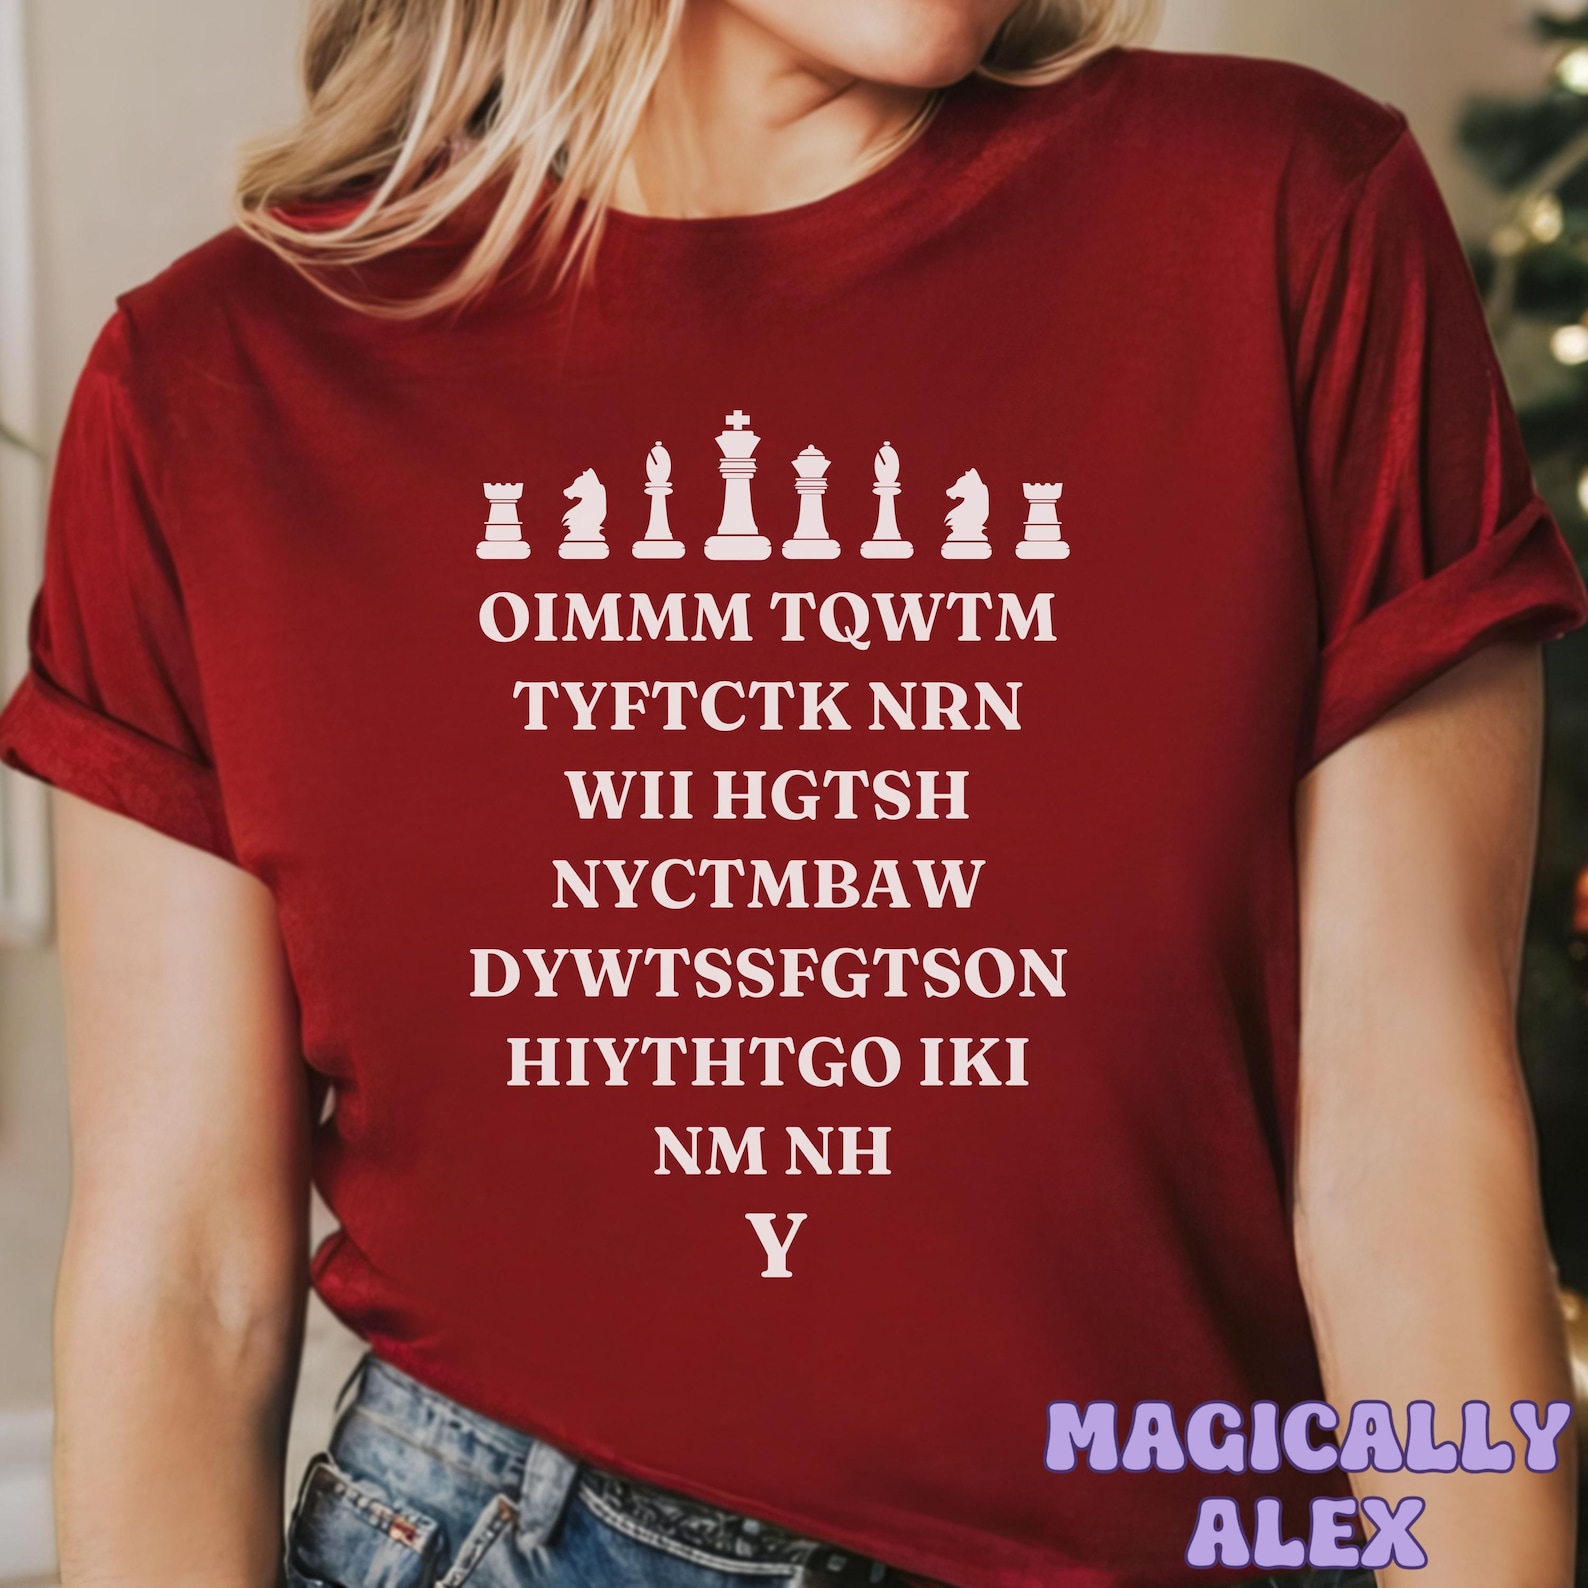 OIMMM TQWTM
TYFTCTK NRN
WII HGTSH
NYCTMBAW
DYWTSSFGTSON
HIYTHTGO IKI
NM NH
Y
MAGICALLY
ALEX